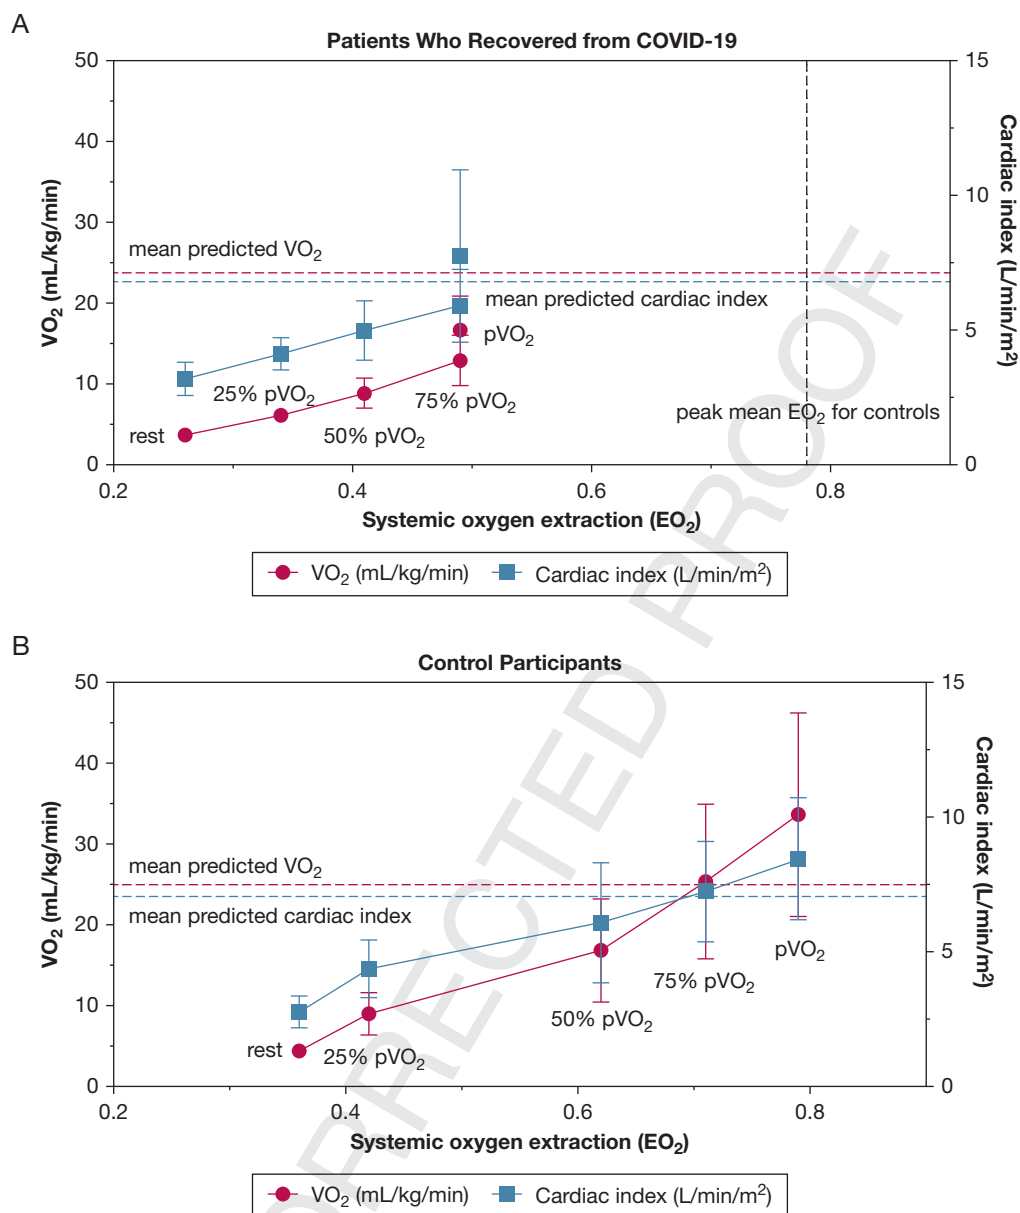 A
Patients Who Recovered from COVID-19
50
40
30
20
10
0
VO₂ (mL/kg/min)
15
10
5
0
Cardiac index (L/min/m²)
mean predicted VO₂
mean predicted cardiac index
pVO₂
25% pVO₂
75% pVO₂
peak mean EO₂ for controls
rest
50% pVO₂
0.2
0.4
0.6
0.8
Systemic oxygen extraction (EO₂)
VO₂ (mL/kg/min)
Cardiac index (L/min/m²)
B
Control Participants
50
40
30
20
10
0
VO₂ (mL/kg/min)
15
10
5
0
Cardiac index (L/min/m²)
mean predicted VO₂
mean predicted cardiac index
pVO₂
75% pVO₂
50% pVO₂
rest
25% pVO₂
0.2
0.4
0.6
0.8
Systemic oxygen extraction (EO₂)
VO₂ (mL/kg/min)
Cardiac index (L/min/m²)
ORRECTED PROOF